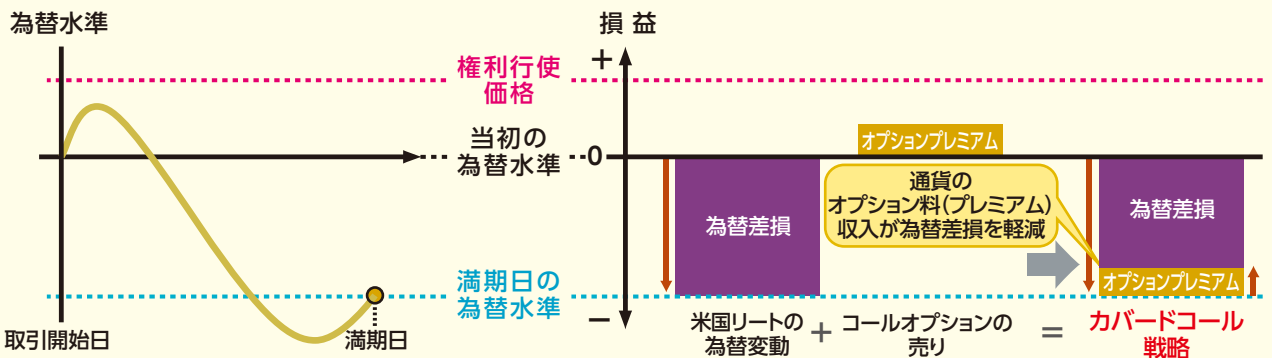 為替水準
損益
+
権利行使
価格
当初の
為替水準
0
オプションプレミアム
為替差損
通貨の
オプション料(プレミアム)
収入が為替差損を軽減
為替差損
オプションプレミアム
満期日の
為替水準
−
取引開始日
満期日
米国リートの
為替変動
+
コールオプションの
売り
=
カバードコール
戦略